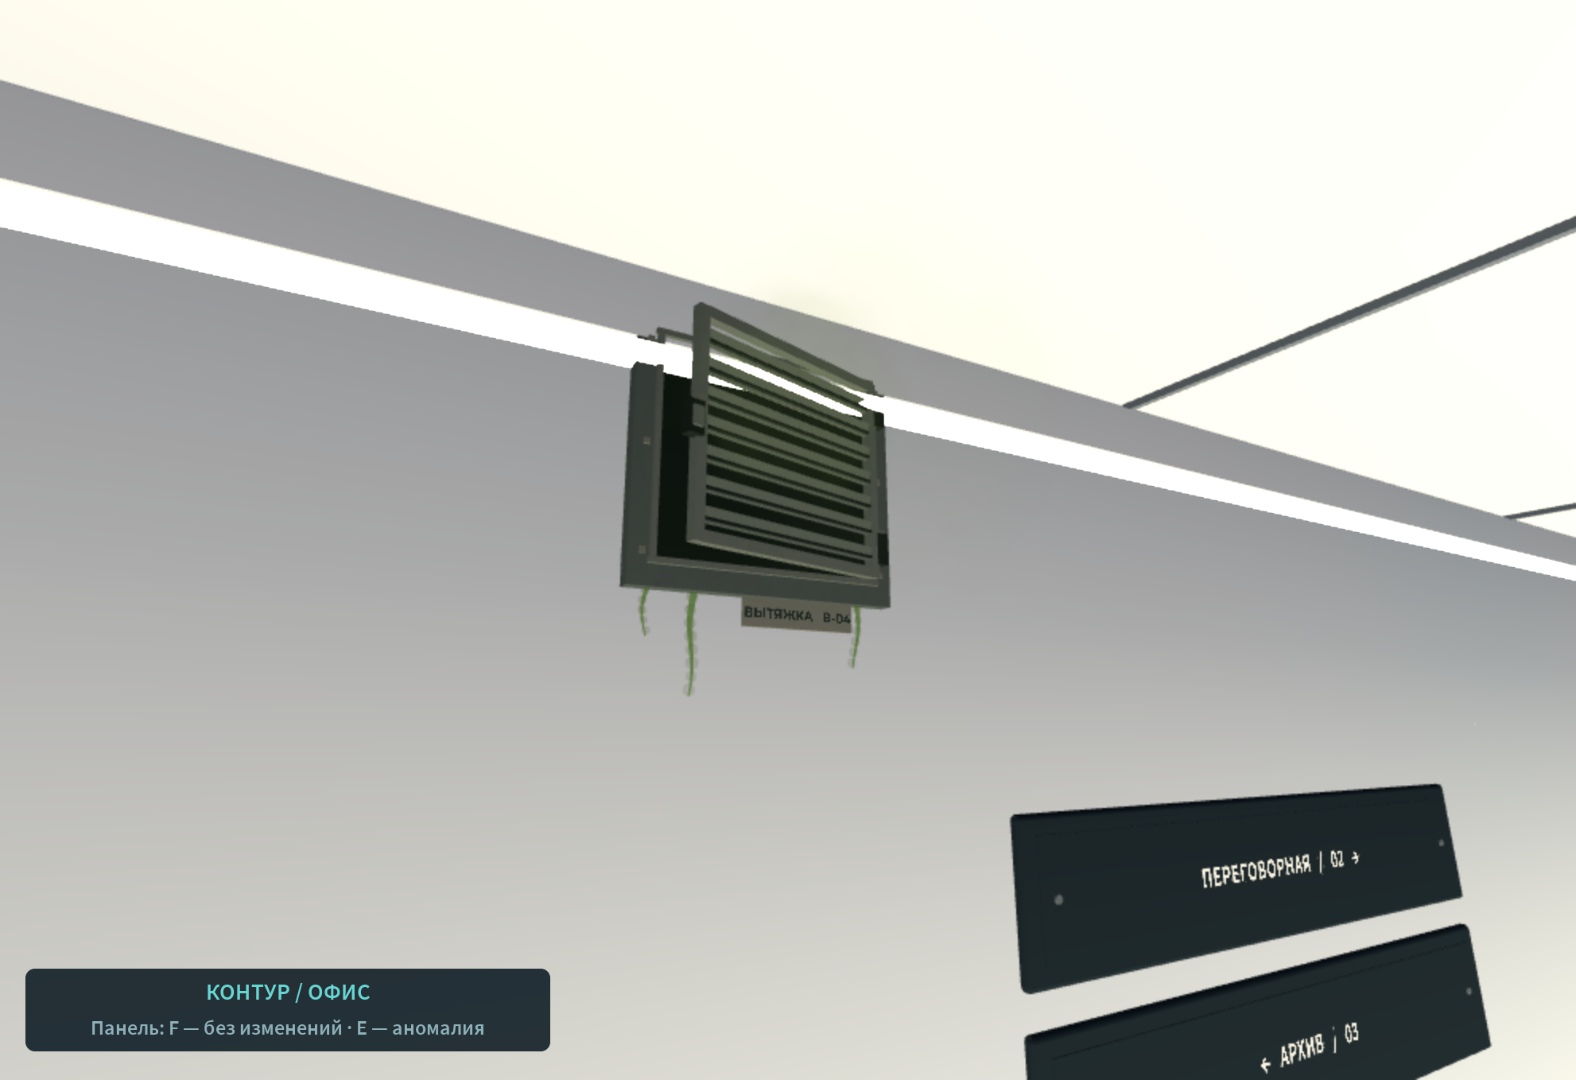 ВЫТЯЖКА В-04
ПЕРЕГОВОРНАЯ / 02 →
← АРХИВ / 03
КОНТУР / ОФИС
Панель: F — без изменений · E — аномалия